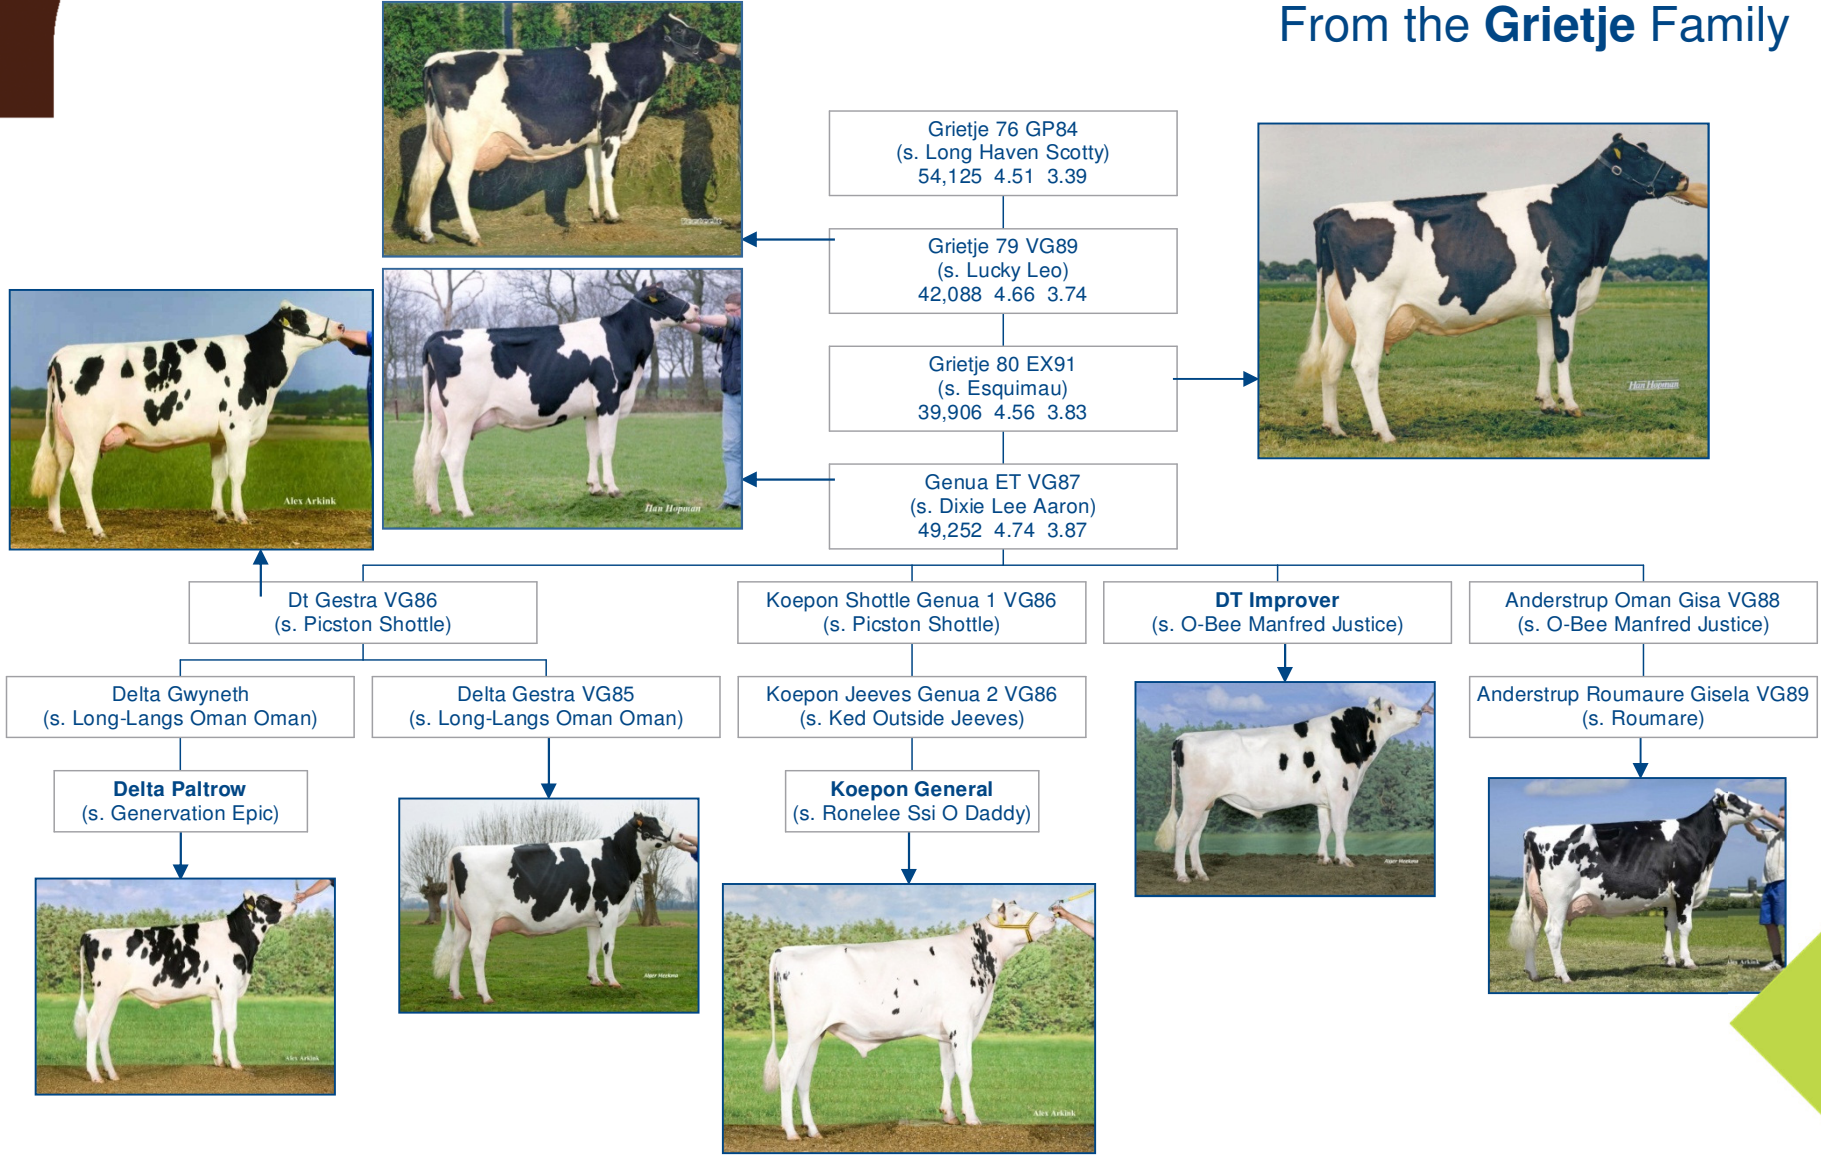 From the Grietje Family
Grietje 76 GP84
(s. Long Haven Scotty)
54,125 4.51 3.39
Grietje 79 VG89
(s. Lucky Leo)
42,088 4.66 3.74
Grietje 80 EX91
(s. Esquimau)
39,906 4.56 3.83
Han Hopman
Genua ET VG87
(s. Dixie Lee Aaron)
49,252 4.74 3.87
Alex Arkink
Han Hopman
Dt Gestra VG86
(s. Picston Shottle)
Koepon Shottle Genua 1 VG86
(s. Picston Shottle)
DT Improver
(s. O-Bee Manfred Justice)
Anderstrup Oman Gisa VG88
(s. O-Bee Manfred Justice)
Delta Gwyneth
(s. Long-Langs Oman Oman)
Delta Gestra VG85
(s. Long-Langs Oman Oman)
Koepon Jeeves Genua 2 VG86
(s. Ked Outside Jeeves)
Anderstrup Roumaure Gisela VG89
(s. Roumare)
Delta Paltrow
(s. Genervation Epic)
Koepon General
(s. Ronelee Ssi O Daddy)
Alex Arkink
Alex Arkink
Alex Arkink